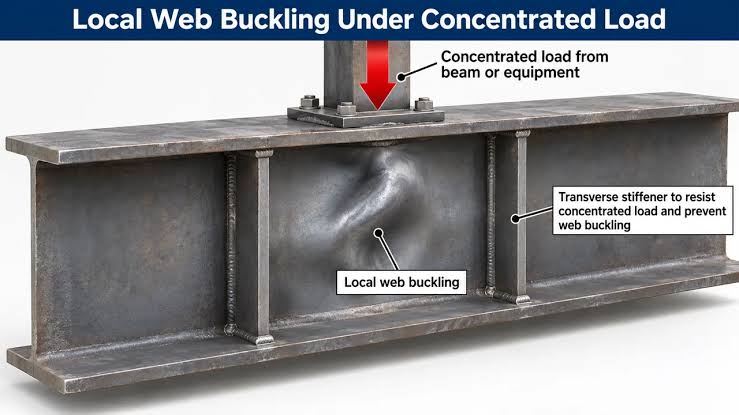 Local Web Buckling Under Concentrated Load
Concentrated load from
beam or equipment
Transverse stiffener to resist
concentrated load and prevent
web buckling
Local web buckling